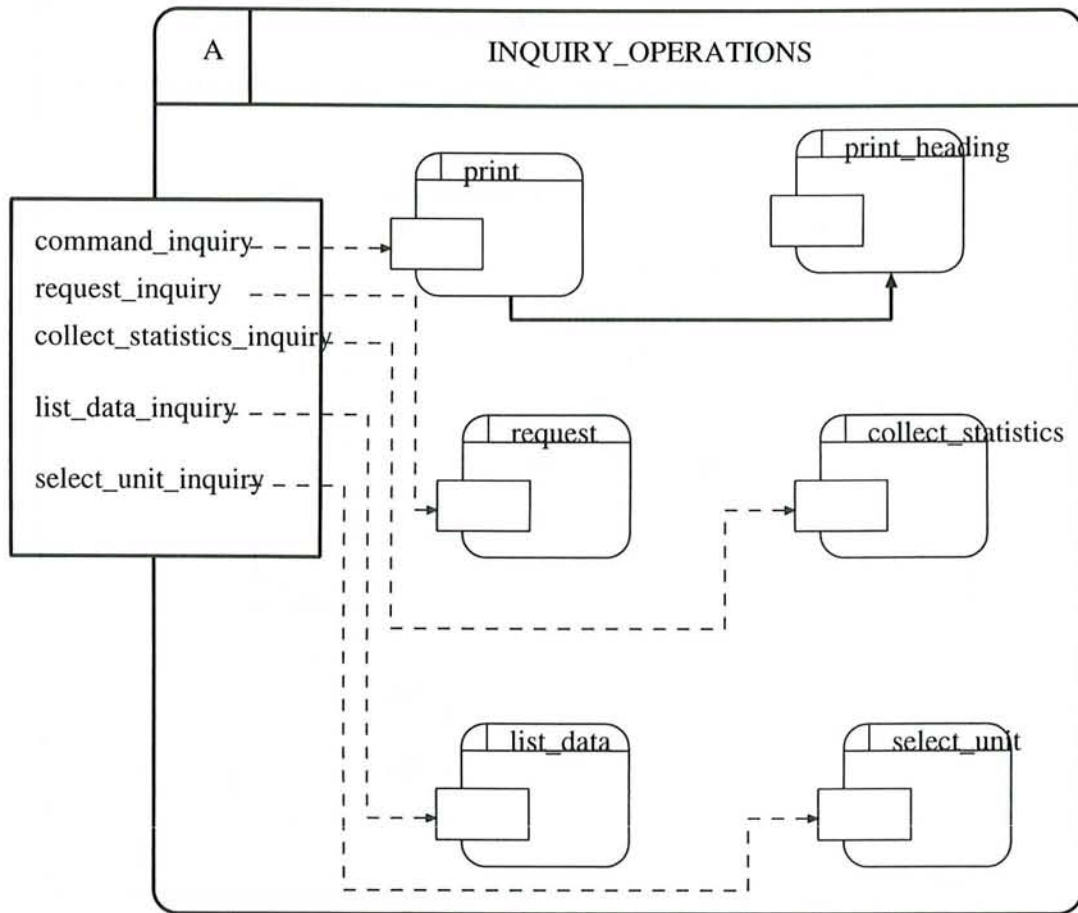 A
INQUIRY_OPERATIONS
print
print_heading
command_inquiry
request_inquiry
collect_statistics_inquiry
list_data_inquiry
select_unit_inquiry
request
collect_statistics
list_data
select_unit